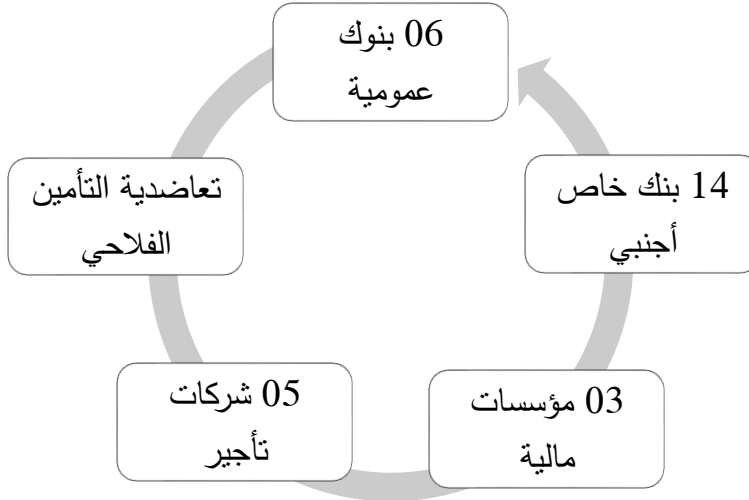 06 بنوك
عمومية
14 بنك خاص
أجنبي
تعاضدية التأمين
الفلاحي
03 مؤسسات
مالية
05 شركات
تأجير